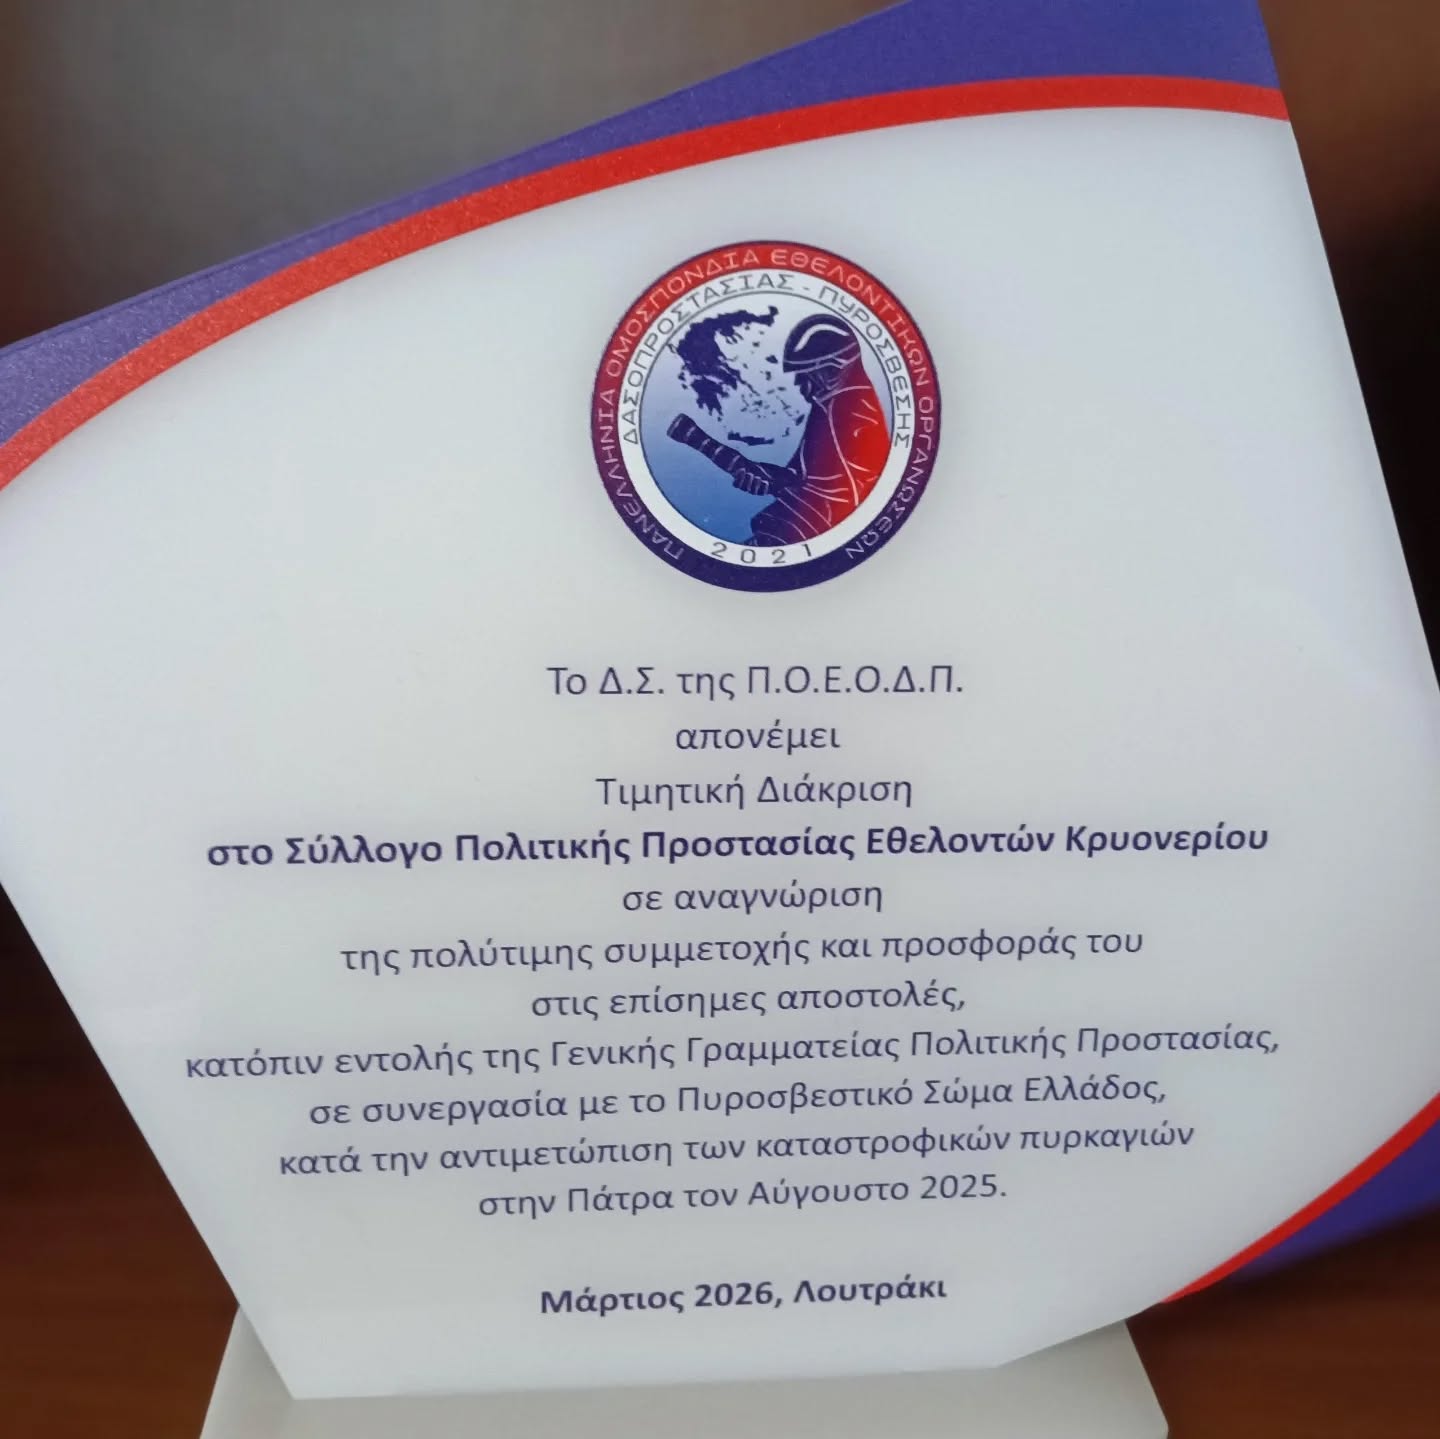 ΠΑΝΕΛΛΗΝΙΑ ΟΜΟΣΠΟΝΔΙΑ ΕΘΕΛΟΝΤΙΚΩΝ ΟΡΓΑΝΩΣΕΩΝ
ΔΑΣΟΠΡΟΣΤΑΣΙΑΣ - ΠΥΡΟΣΒΕΣΗΣ
2021
Το Δ.Σ. της Π.Ο.Ε.Ο.Δ.Π.
απονέμει
Τιμητική Διάκριση
στο Σύλλογο Πολιτικής Προστασίας Εθελοντών Κρυονερίου
σε αναγνώριση
της πολύτιμης συμμετοχής και προσφοράς του
στις επίσημες αποστολές,
κατόπιν εντολής της Γενικής Γραμματείας Πολιτικής Προστασίας,
σε συνεργασία με το Πυροσβεστικό Σώμα Ελλάδος,
κατά την αντιμετώπιση των καταστροφικών πυρκαγιών
στην Πάτρα τον Αύγουστο 2025.
Μάρτιος 2026, Λουτράκι